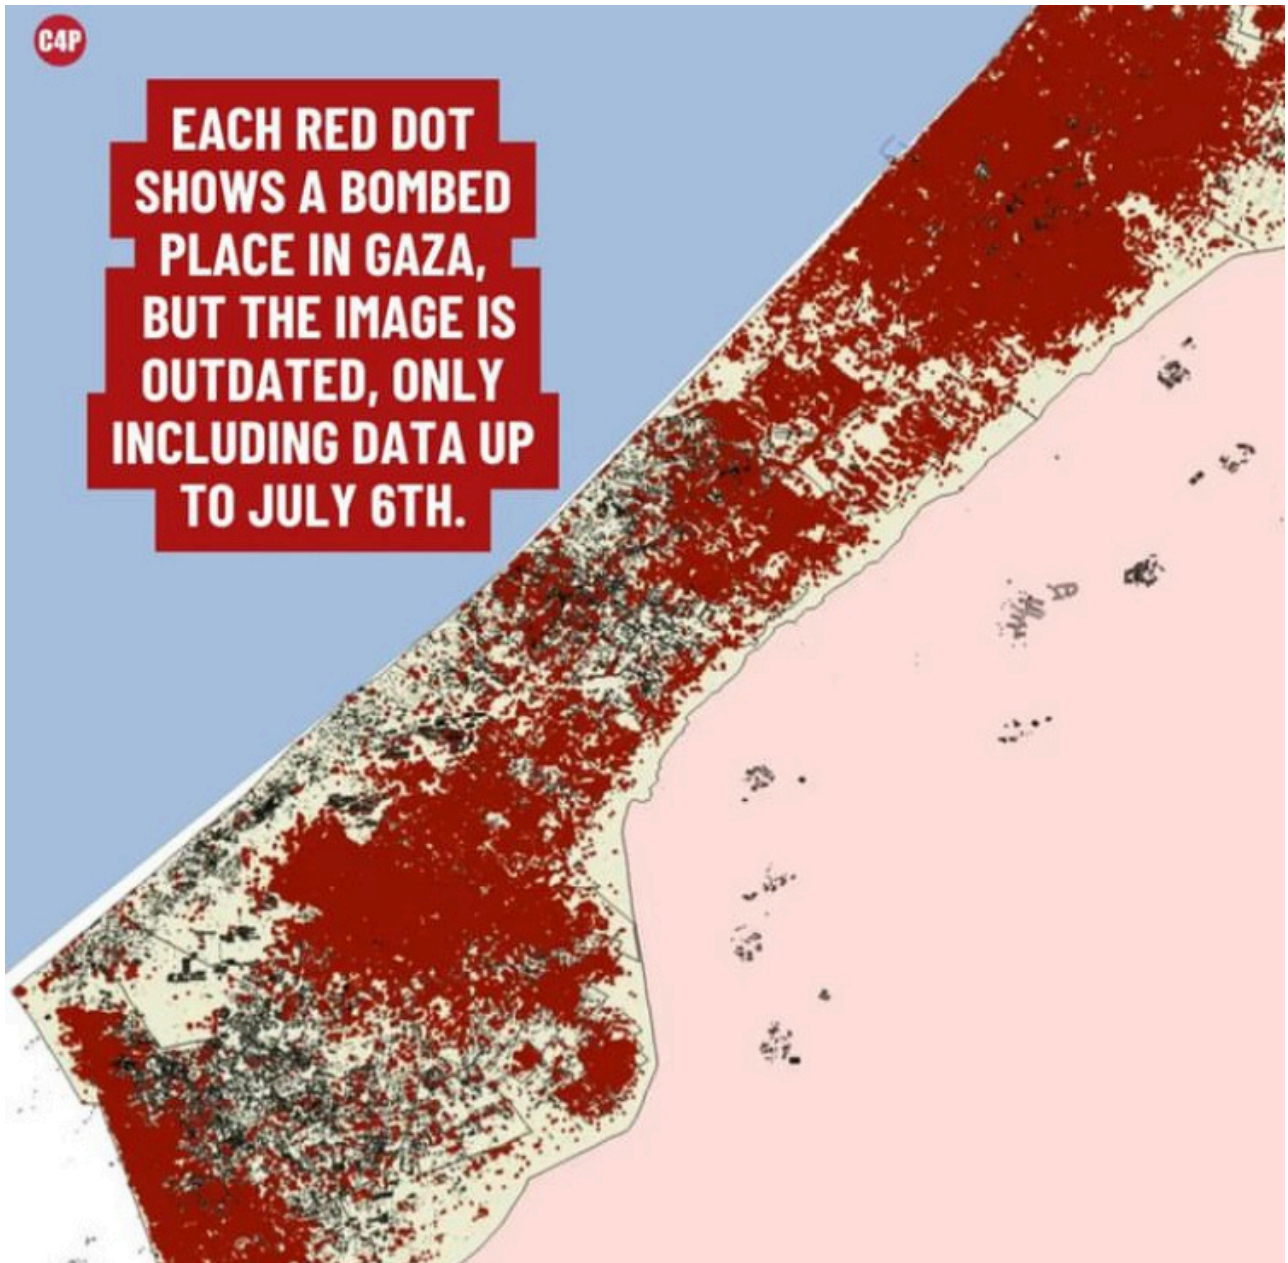 C4P
EACH RED DOT
SHOWS A BOMBED
PLACE IN GAZA,
BUT THE IMAGE IS
OUTDATED, ONLY
INCLUDING DATA UP
TO JULY 6TH.